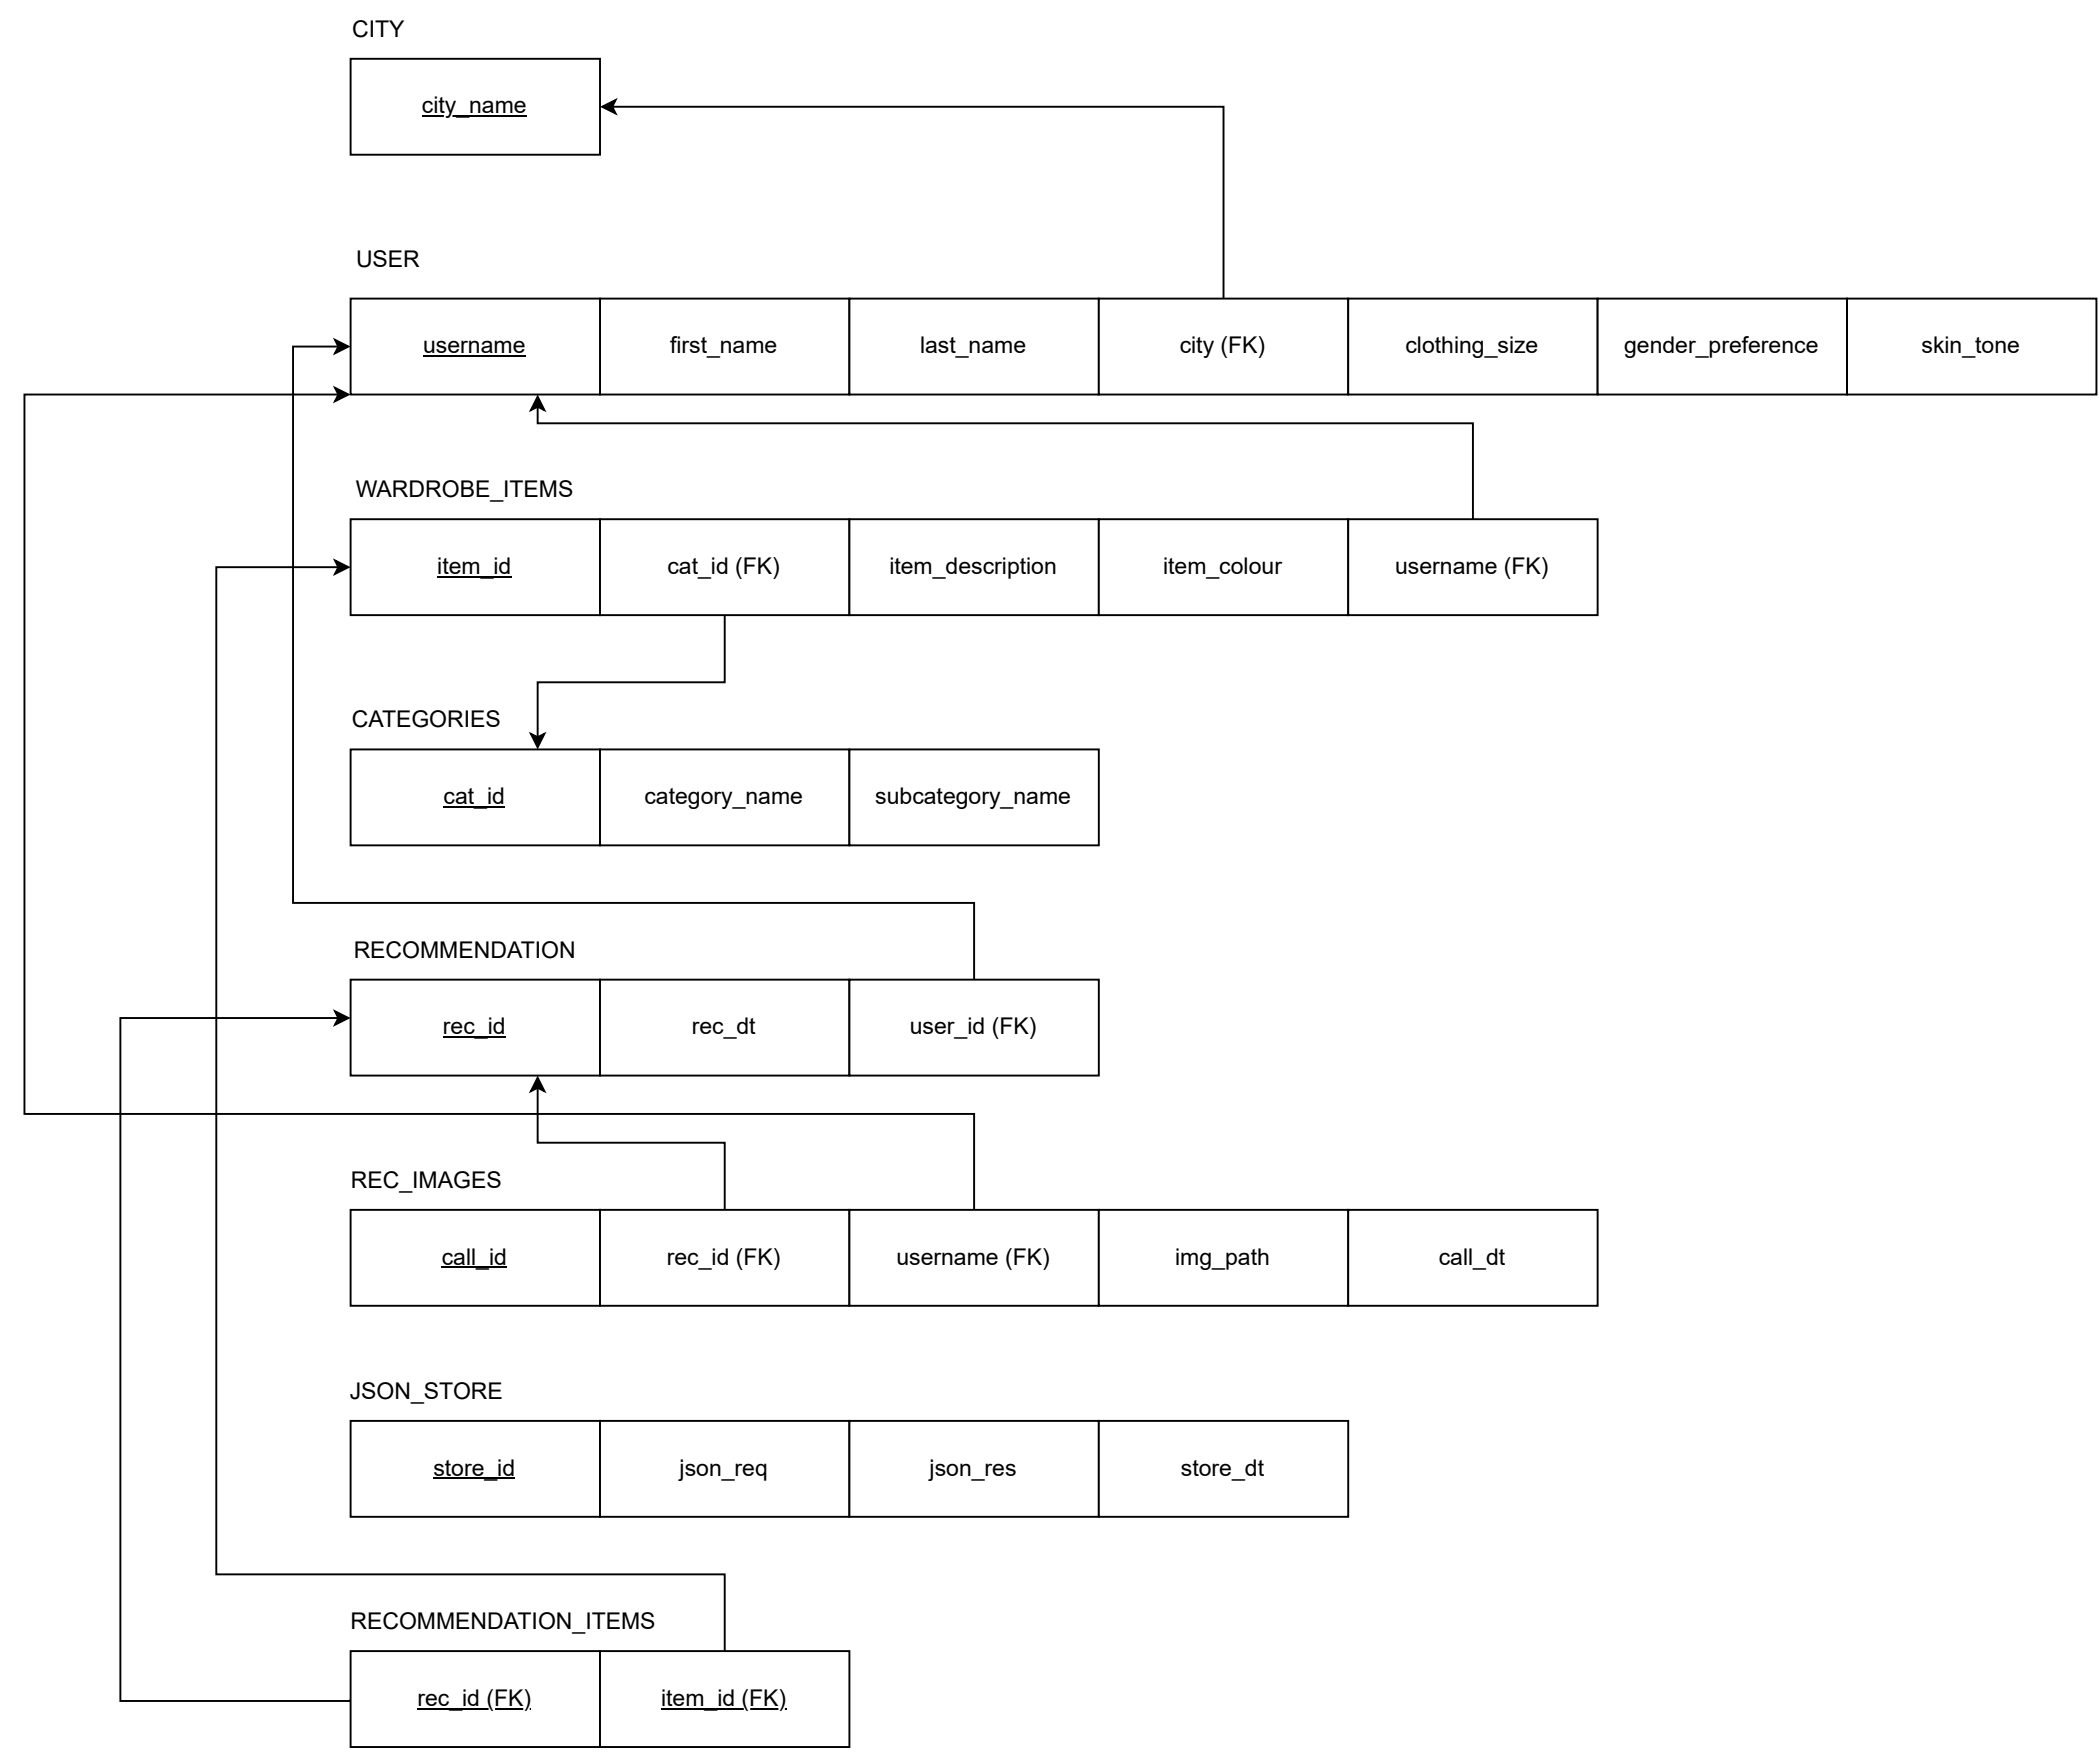 CITY
city_name
USER
username
first_name
last_name
city (FK)
clothing_size
gender_preference
skin_tone
WARDROBE_ITEMS
item_id
cat_id (FK)
item_description
item_colour
username (FK)
CATEGORIES
cat_id
category_name
subcategory_name
RECOMMENDATION
rec_id
rec_dt
user_id (FK)
REC_IMAGES
call_id
rec_id (FK)
username (FK)
img_path
call_dt
JSON_STORE
store_id
json_req
json_res
store_dt
RECOMMENDATION_ITEMS
rec_id (FK)
item_id (FK)